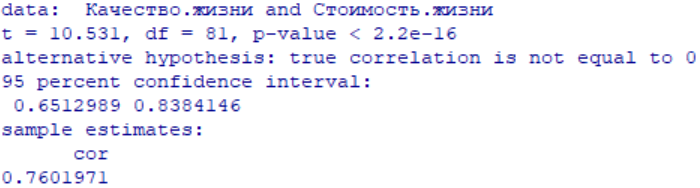 data:  Качество.жизни and Стоимость.жизни
t = 10.531, df = 81, p-value < 2.2e-16
alternative hypothesis: true correlation is not equal to 0
95 percent confidence interval:
 0.6512989 0.8384146
sample estimates:
      cor
0.7601971